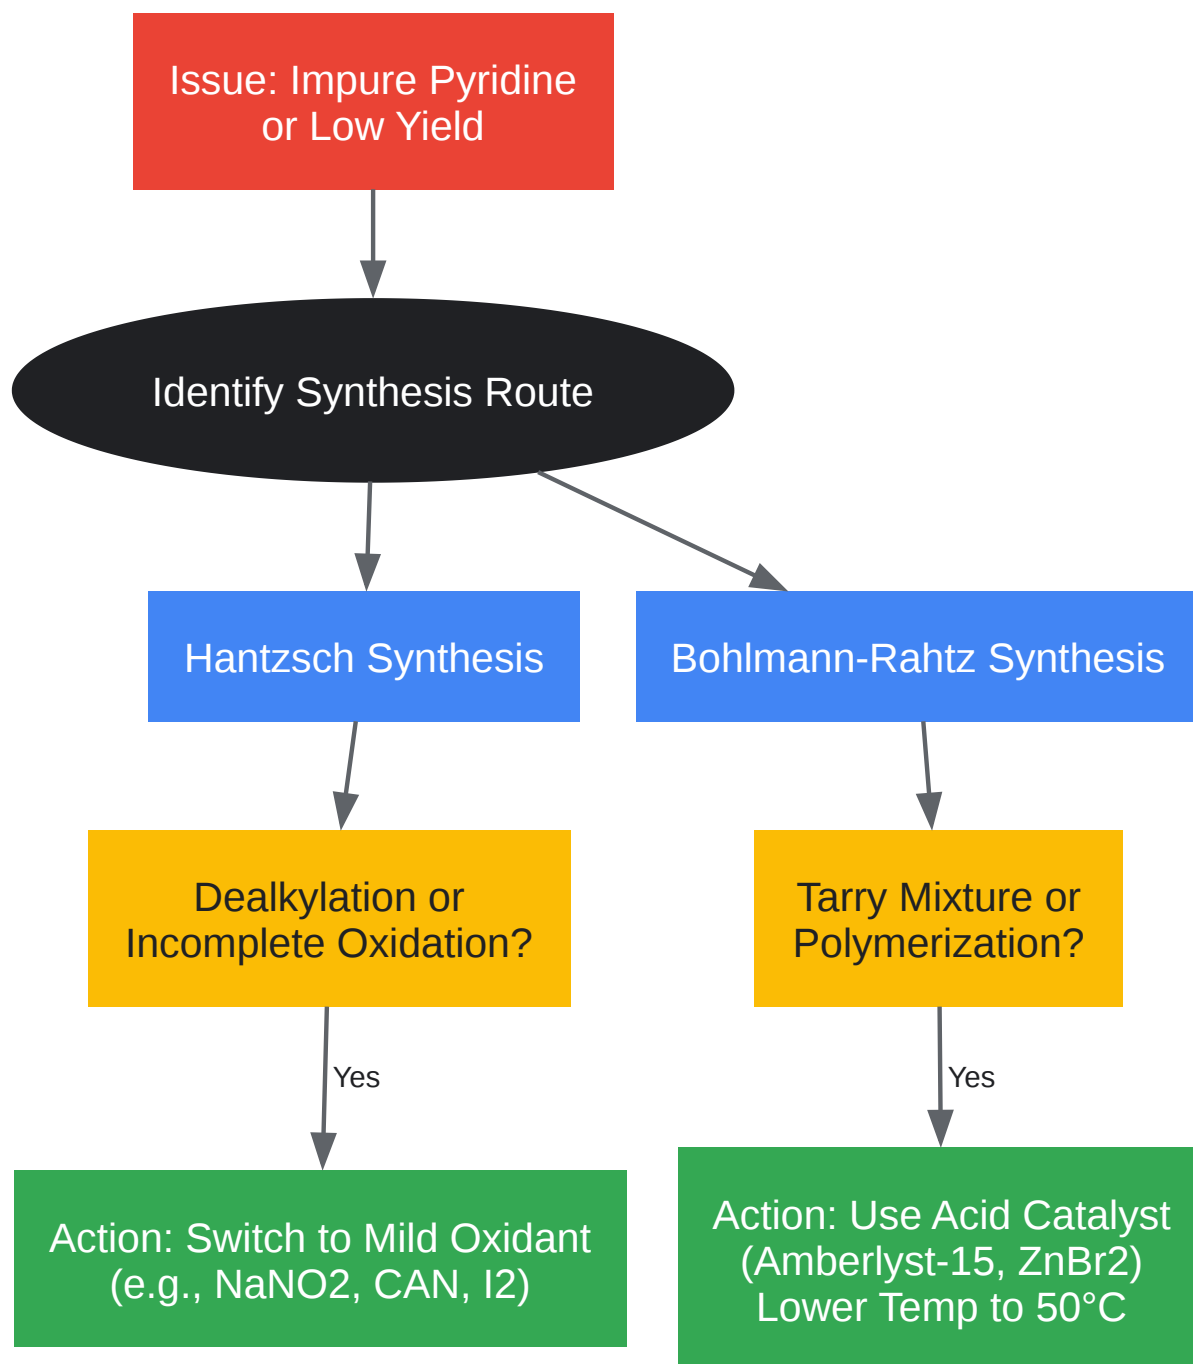 Issue: Impure Pyridine
or Low Yield
Identify Synthesis Route
Hantzsch Synthesis
Bohlmann-Rahtz Synthesis
Dealkylation or
Incomplete Oxidation?
Tarry Mixture or
Polymerization?
Yes
Yes
Action: Switch to Mild Oxidant
(e.g., NaNO2, CAN, I2)
Action: Use Acid Catalyst
(Amberlyst-15, ZnBr2)
Lower Temp to 50°C